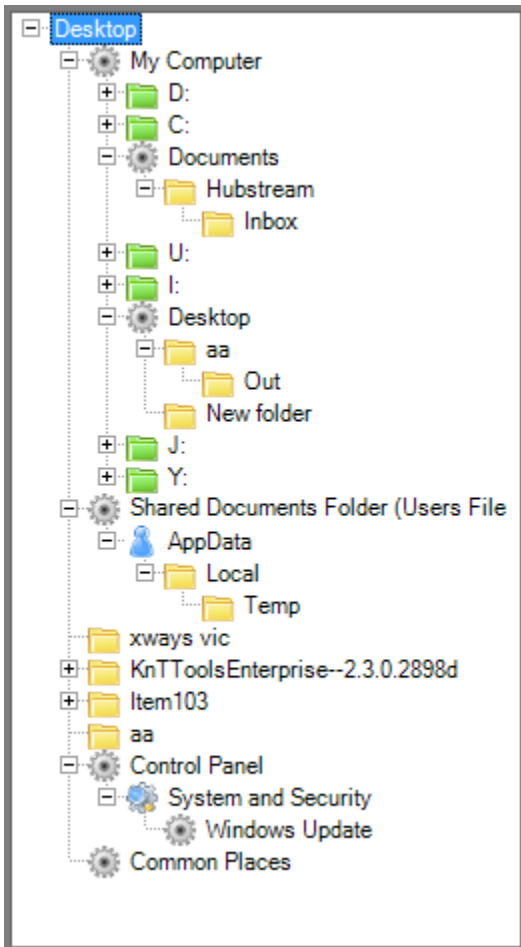 Desktop
My Computer
D:
C:
Documents
Hubstream
Inbox
U:
I:
Desktop
aa
Out
New folder
J:
Y:
Shared Documents Folder (Users File
AppData
Local
Temp
xways vic
KnTToolsEnterprise--2.3.0.2898d
Item103
aa
Control Panel
System and Security
Windows Update
Common Places